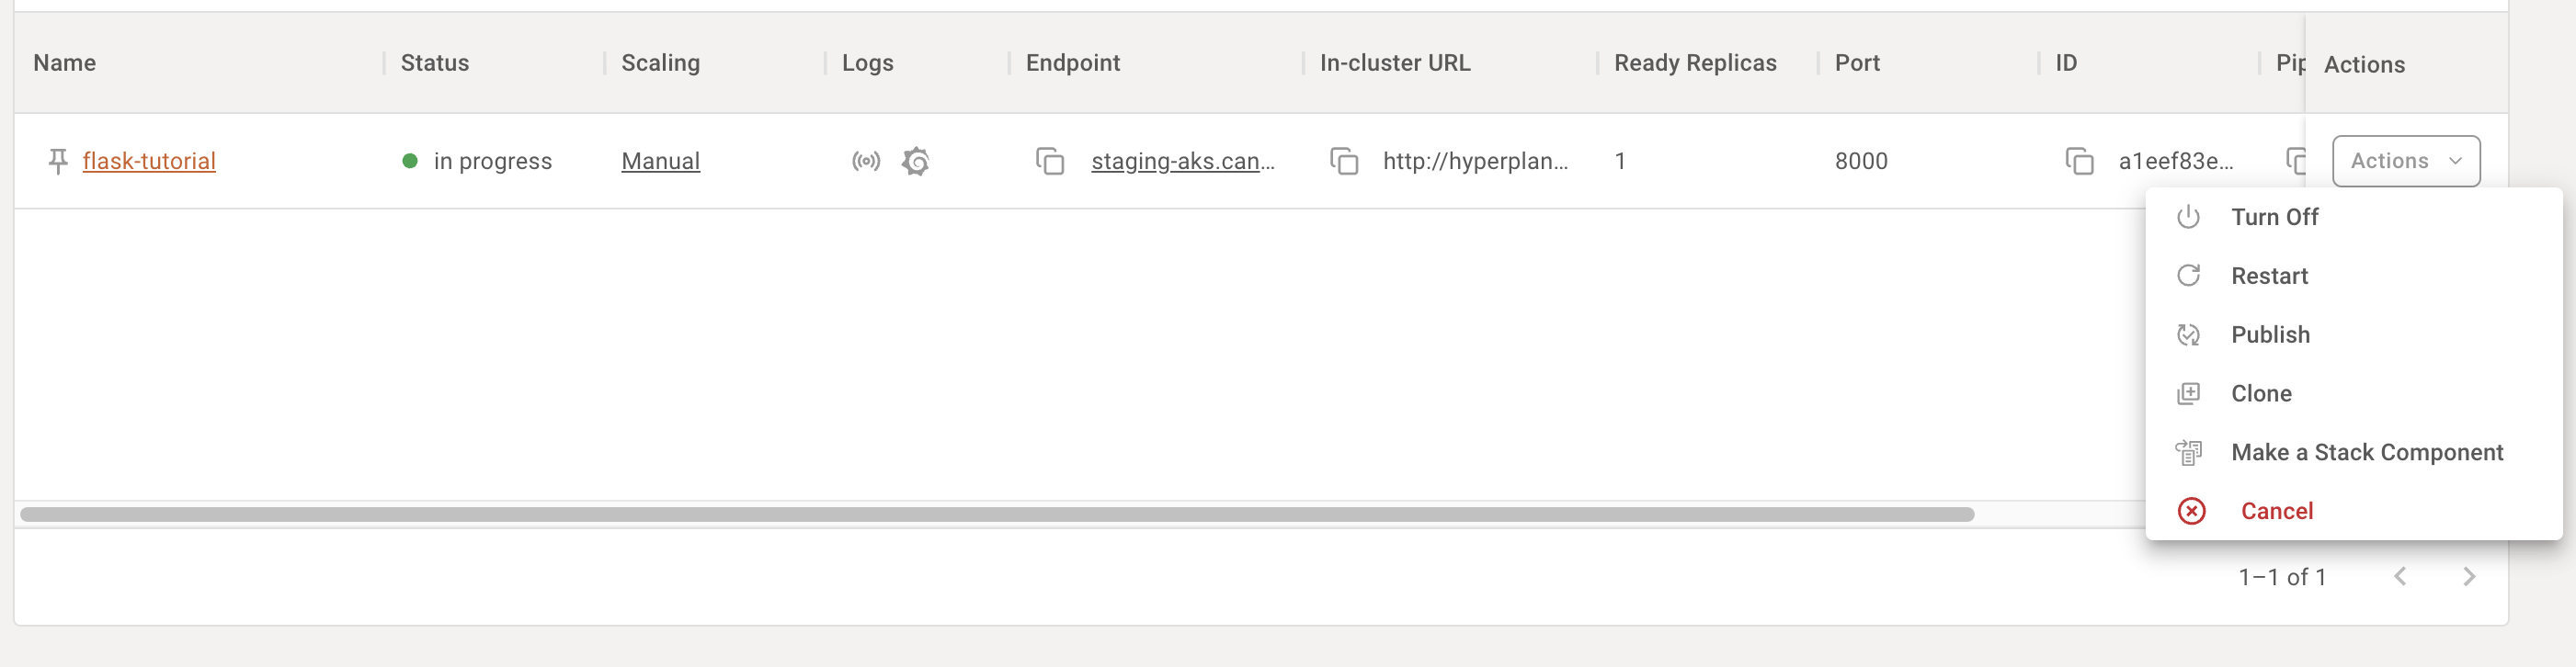 Name Status Scaling Logs Endpoint In-cluster URL Ready Replicas Port ID Pip Actions
flask-tutorial in progress Manual staging-aks.can... http://hyperplan... 1 8000 a1eef83e... Actions
Turn Off
Restart
Publish
Clone
Make a Stack Component
Cancel
1–1 of 1